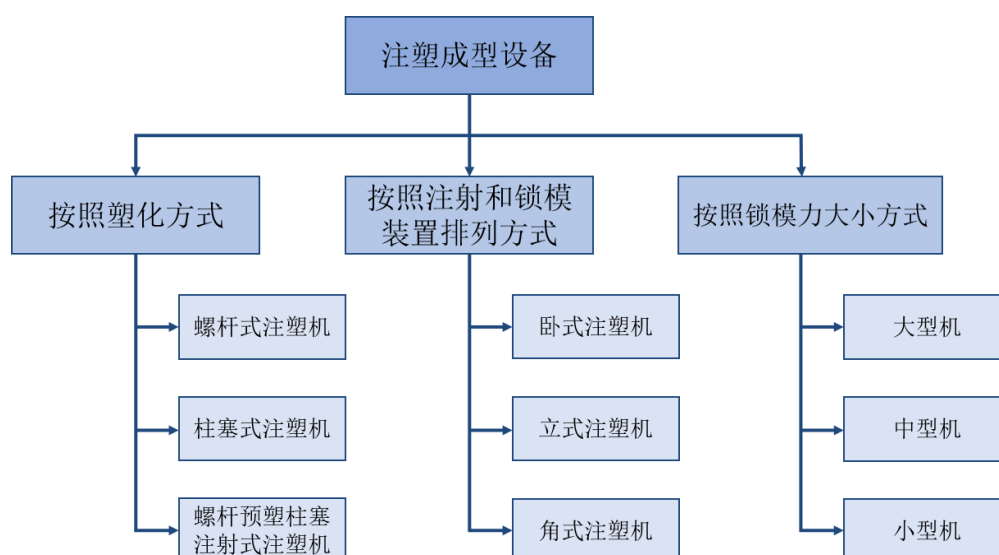 注塑成型设备
按照塑化方式
按照注射和锁模
装置排列方式
按照锁模力大小方式
螺杆式注塑机
卧式注塑机
大型机
柱塞式注塑机
立式注塑机
中型机
螺杆预塑柱塞
注射式注塑机
角式注塑机
小型机